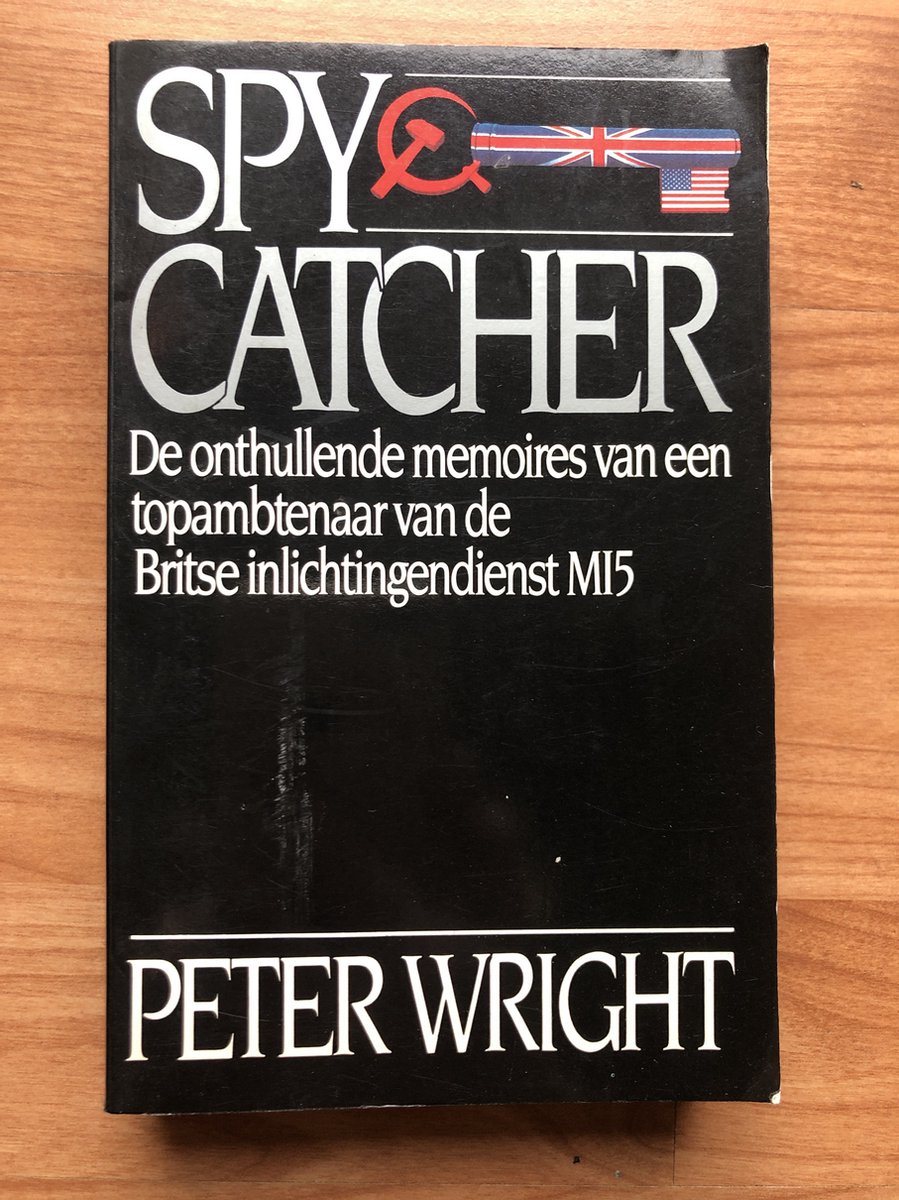 SPY
CATCHER
De onthullende memoires van een
topambtenaar van de
Britse inlichtingendienst MI5
PETER WRIGHT